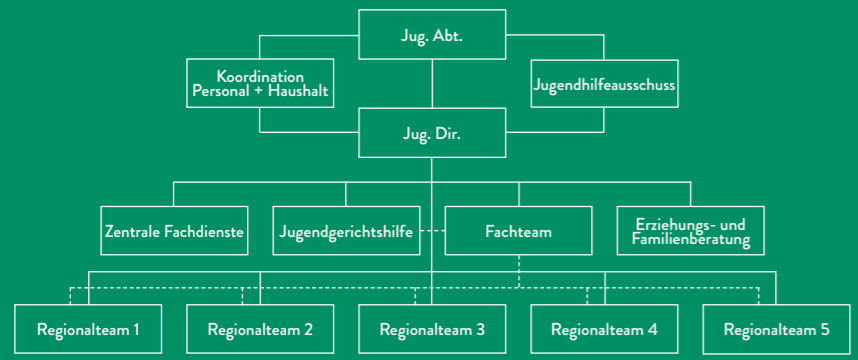 Jug. Abt.
Koordination
Personal + Haushalt
Jugendhilfeausschuss
Jug. Dir.
Zentrale Fachdienste
Jugendgerichtshilfe
Fachteam
Erziehungs- und
Familienberatung
Regionalteam 1
Regionalteam 2
Regionalteam 3
Regionalteam 4
Regionalteam 5